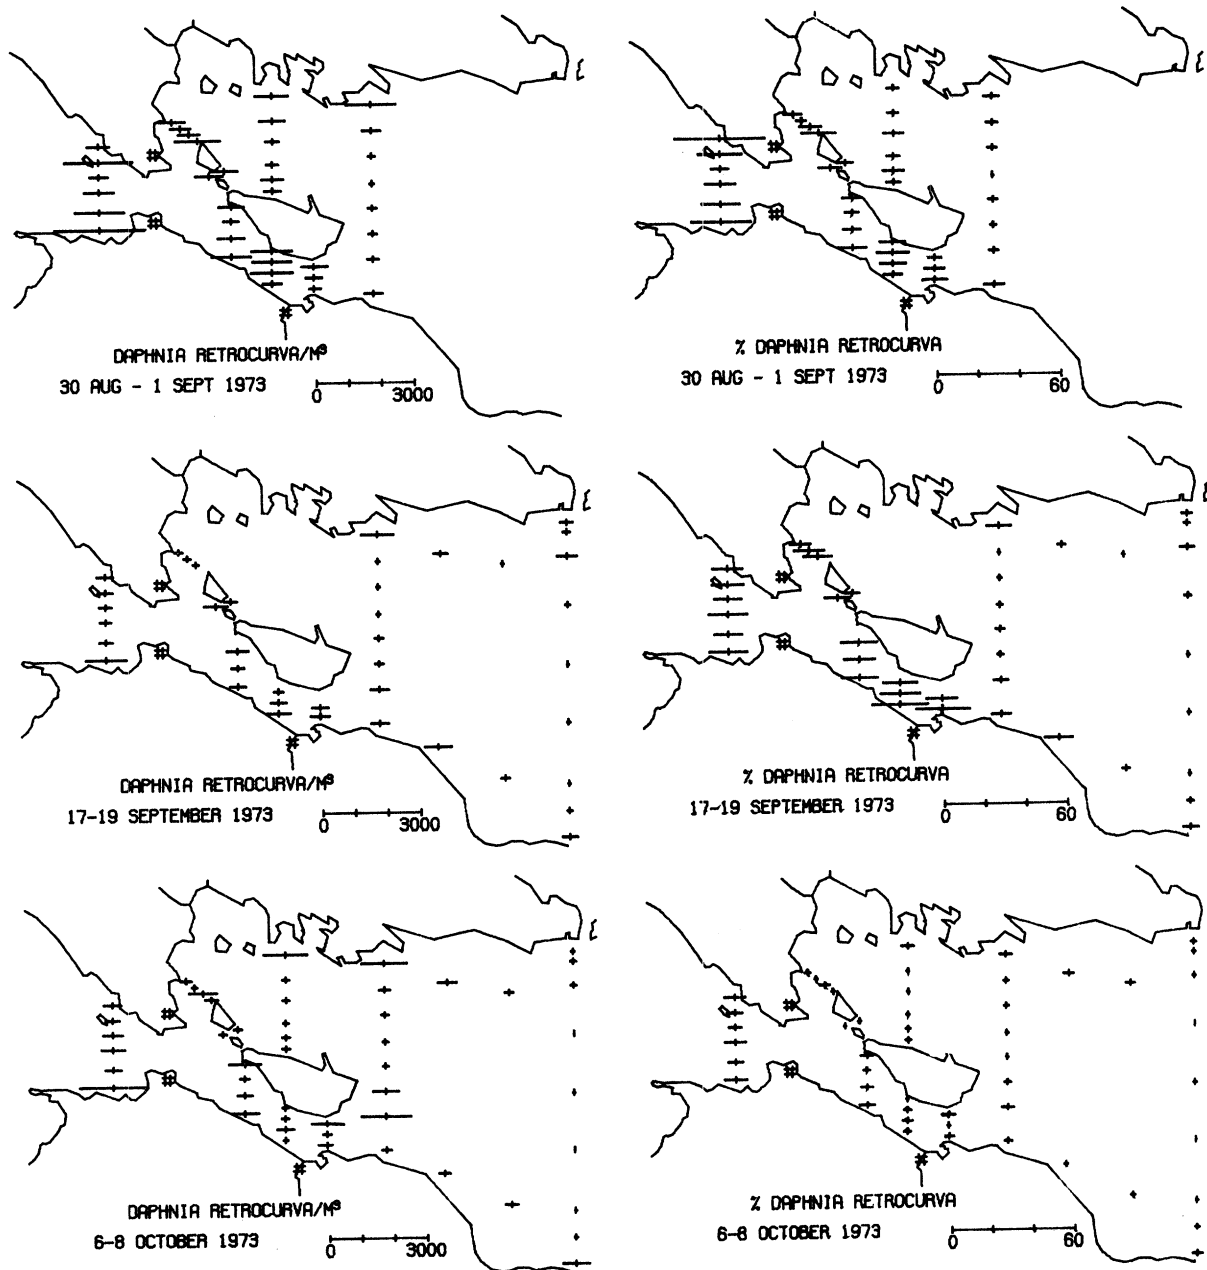 DAPHNIA RETROCURVA/M³
30 AUG - 1 SEPT 1973
0 3000
% DAPHNIA RETROCURVA
30 AUG - 1 SEPT 1973
0 60
DAPHNIA RETROCURVA/M³
17-19 SEPTEMBER 1973
0 3000
% DAPHNIA RETROCURVA
17-19 SEPTEMBER 1973
0 60
DAPHNIA RETROCURVA/M³
6-8 OCTOBER 1973
0 3000
% DAPHNIA RETROCURVA
6-8 OCTOBER 1973
0 60